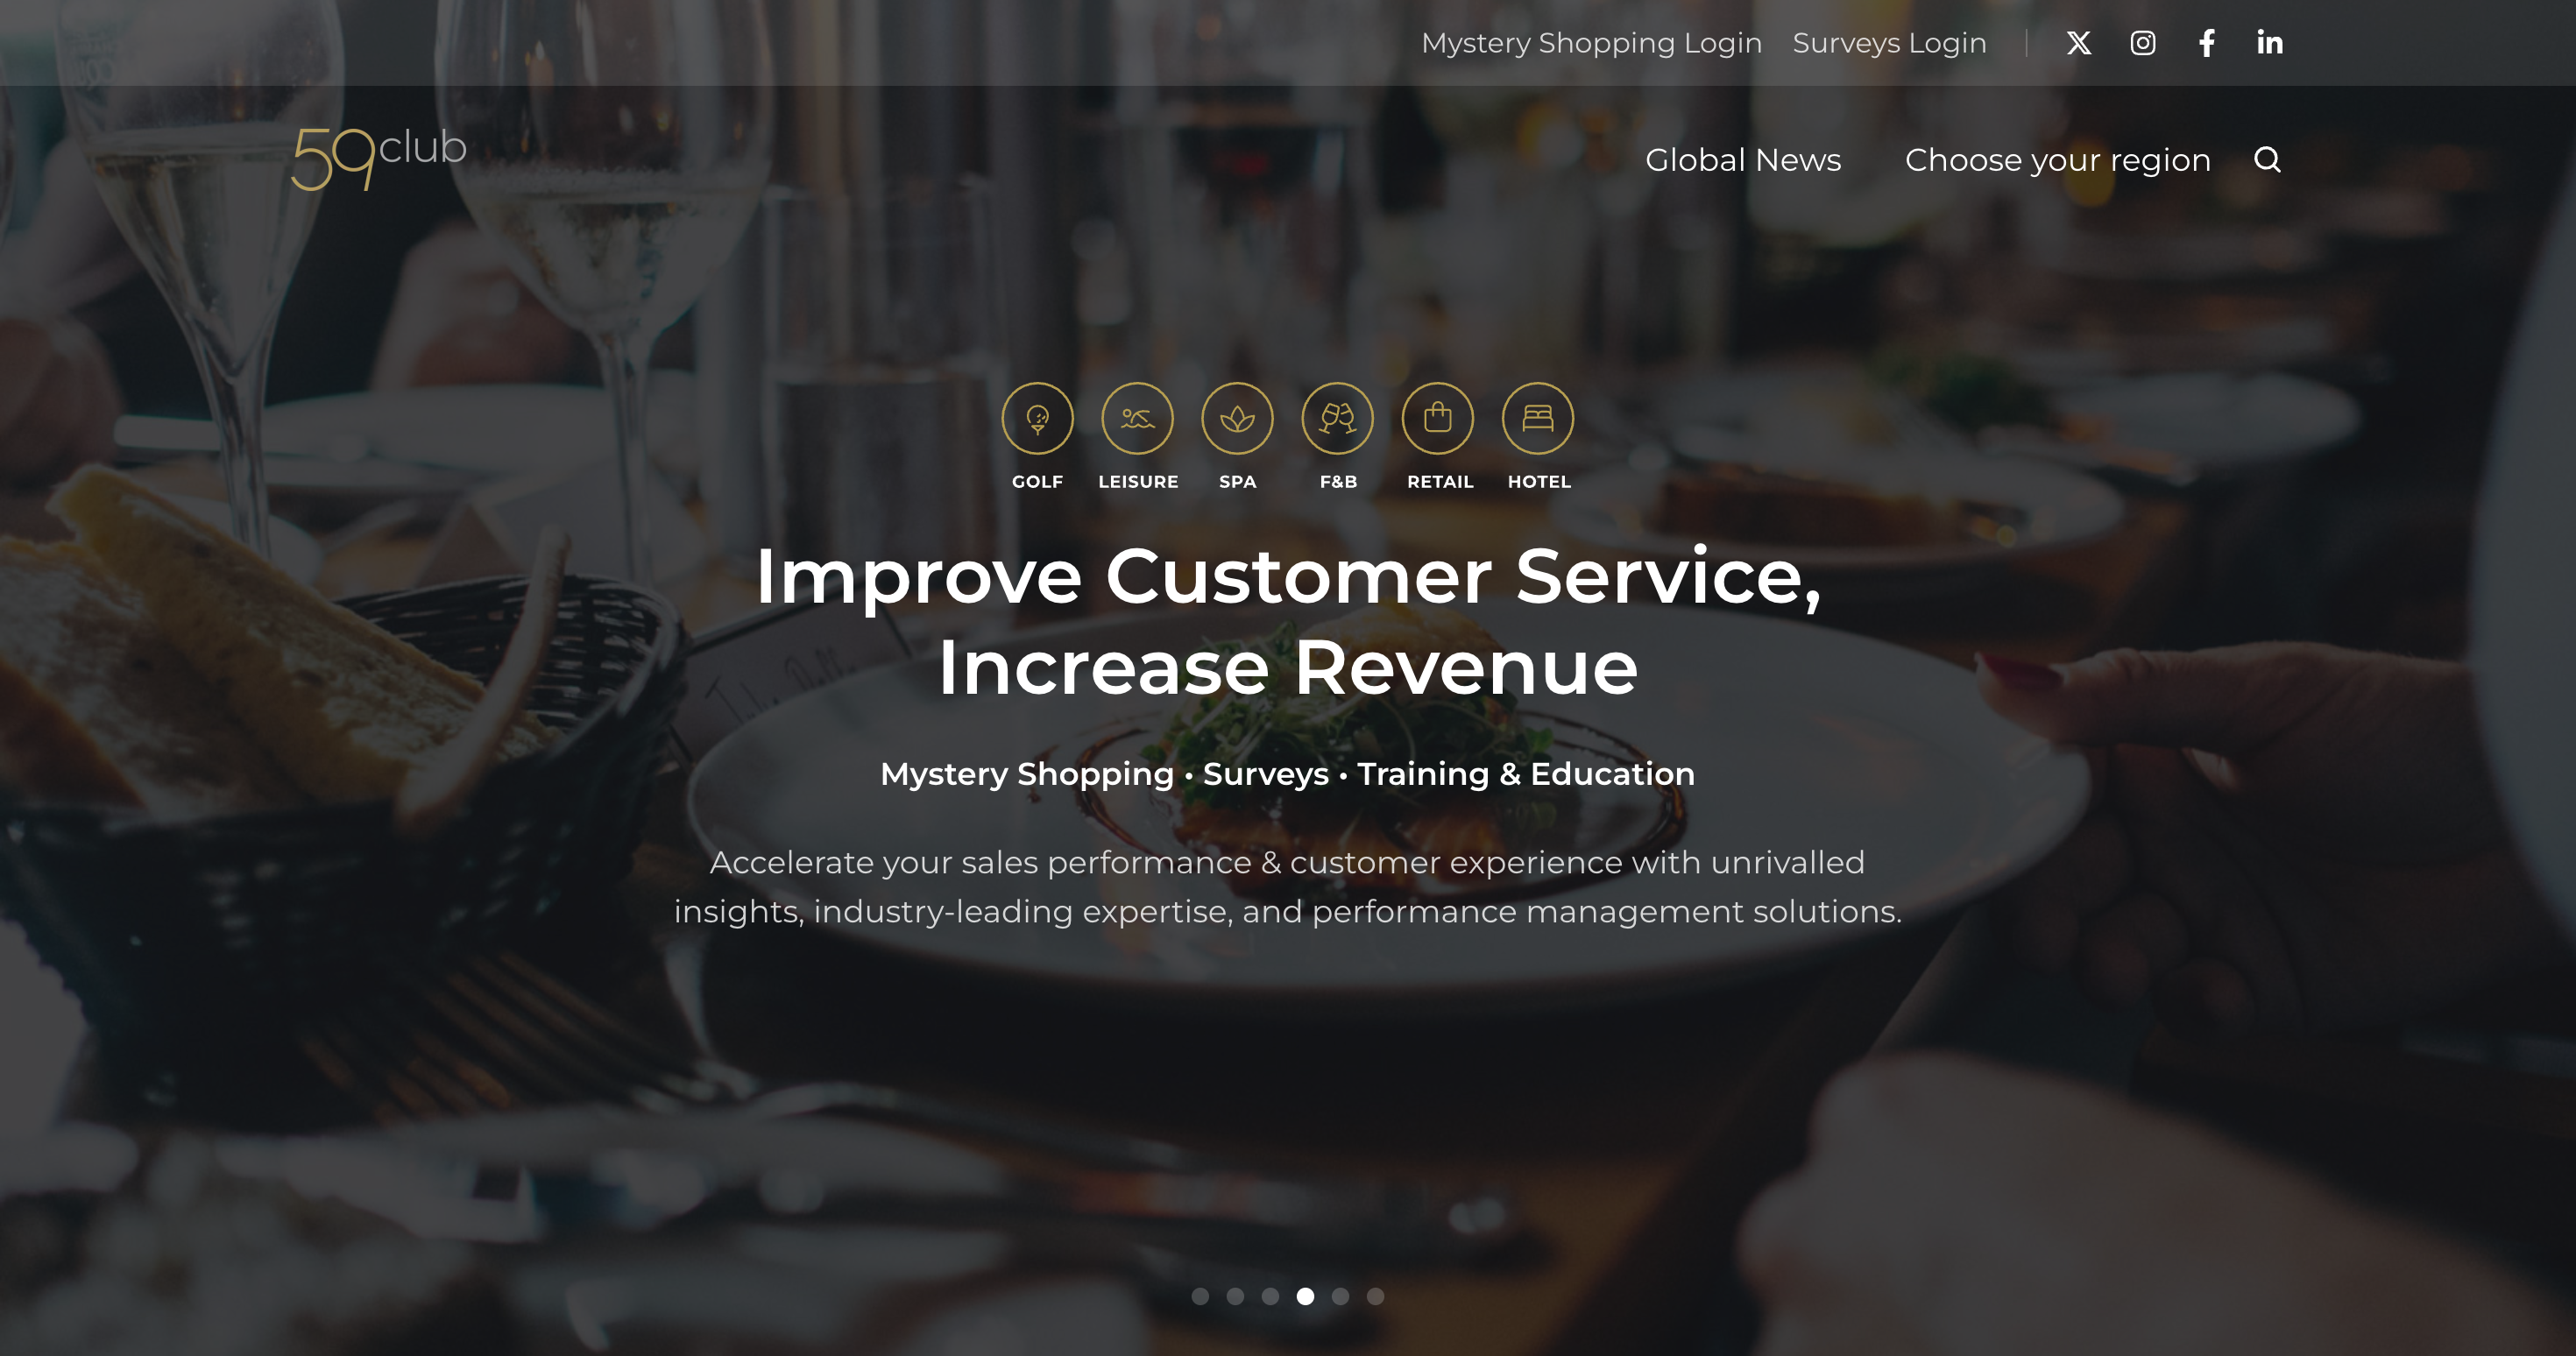 Mystery Shopping Login Surveys Login
59club
Global News Choose your region
GOLF LEISURE SPA F&B RETAIL HOTEL
Improve Customer Service,
Increase Revenue
Mystery Shopping • Surveys • Training & Education
Accelerate your sales performance & customer experience with unrivalled
insights, industry-leading expertise, and performance management solutions.